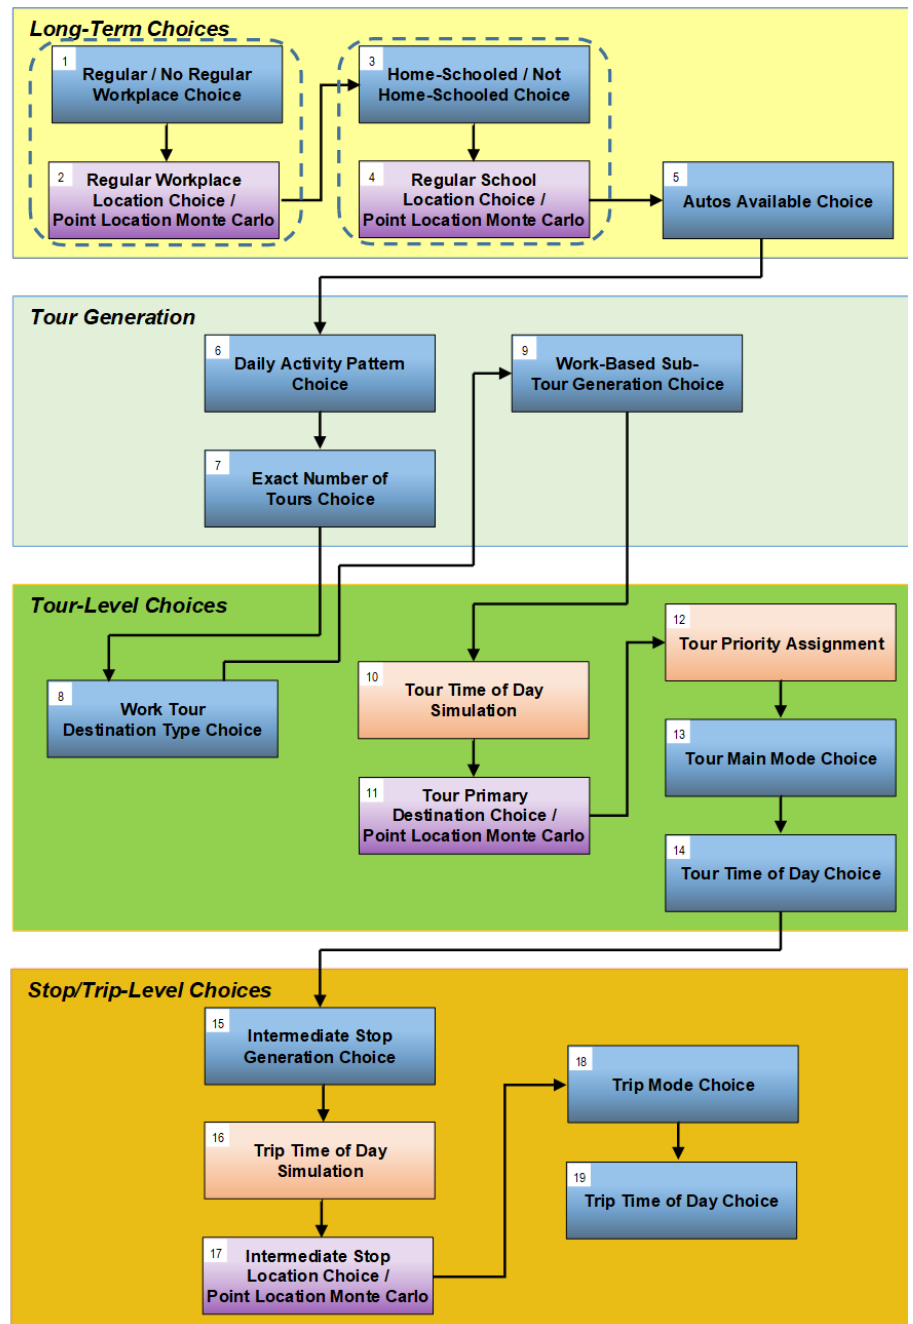 Long-Term Choices
1
Regular / No Regular
Workplace Choice
2
Regular Workplace
Location Choice /
Point Location Monte Carlo
3
Home-Schooled / Not
Home-Schooled Choice
4
Regular School
Location Choice /
Point Location Monte Carlo
5
Autos Available Choice
Tour Generation
6
Daily Activity Pattern
Choice
7
Exact Number of
Tours Choice
9
Work-Based Sub-
Tour Generation Choice
Tour-Level Choices
8
Work Tour
Destination Type Choice
10
Tour Time of Day
Simulation
11
Tour Primary
Destination Choice /
Point Location Monte Carlo
12
Tour Priority Assignment
13
Tour Main Mode Choice
14
Tour Time of Day Choice
Stop/Trip-Level Choices
15
Intermediate Stop
Generation Choice
16
Trip Time of Day
Simulation
17
Intermediate Stop
Location Choice /
Point Location Monte Carlo
18
Trip Mode Choice
19
Trip Time of Day Choice